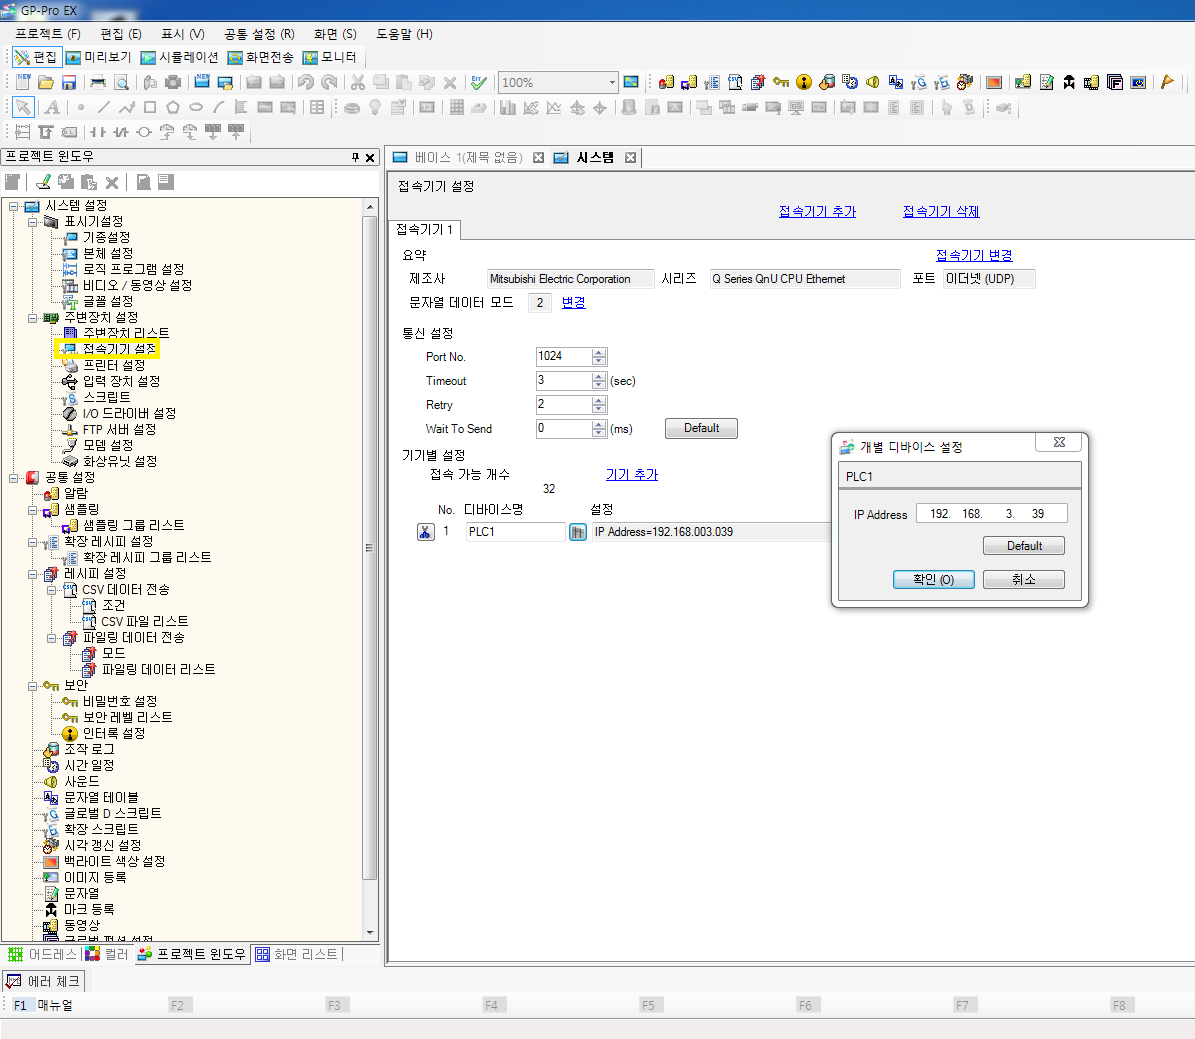 GP-Pro EX
프로젝트 (F) 편집 (E) 표시 (V) 공통 설정 (R) 화면 (S) 도움말 (H)
편집 미리보기 시뮬레이션 화면전송 모니터
100%
프로젝트 윈도우
시스템 설정
표시기설정
기종설정
본체 설정
로직 프로그램 설정
비디오 / 동영상 설정
글꼴 설정
주변장치 설정
주변장치 리스트
접속기기 설정
프린터 설정
입력 장치 설정
스크립트
I/O 드라이버 설정
FTP 서버 설정
모뎀 설정
화상유닛 설정
공통 설정
알람
샘플링
샘플링 그룹 리스트
확장 레시피 설정
확장 레시피 그룹 리스트
레시피 설정
CSV 데이터 전송
조건
CSV 파일 리스트
파일링 데이터 전송
모드
파일링 데이터 리스트
보안
비밀번호 설정
보안 레벨 리스트
인터록 설정
조작 로그
시간 일정
사운드
문자열 테이블
글로벌 D 스크립트
확장 스크립트
시각 갱신 설정
백라이트 색상 설정
이미지 등록
문자열
마크 등록
동영상
어드레스 컬러 프로젝트 윈도우 화면 리스트
베이스 1(제목 없음) 시스템
접속기기 설정
접속기기 추가 접속기기 삭제
접속기기 1
요약 접속기기 변경
제조사 Mitsubishi Electric Corporation 시리즈 Q Series QnU CPU Ethernet 포트 이더넷 (UDP)
문자열 데이터 모드 2 변경
통신 설정
Port No. 1024
Timeout 3 (sec)
Retry 2
Wait To Send 0 (ms) Default
기기별 설정
접속 가능 개수 기기 추가
32
No. 디바이스명 설정
1 PLC1 IP Address=192.168.003.039
개별 디바이스 설정
PLC1
IP Address 192. 168. 3. 39
Default
확인 (O) 취소
에러 체크
F1 매뉴얼 F2 F3 F4 F5 F6 F7 F8